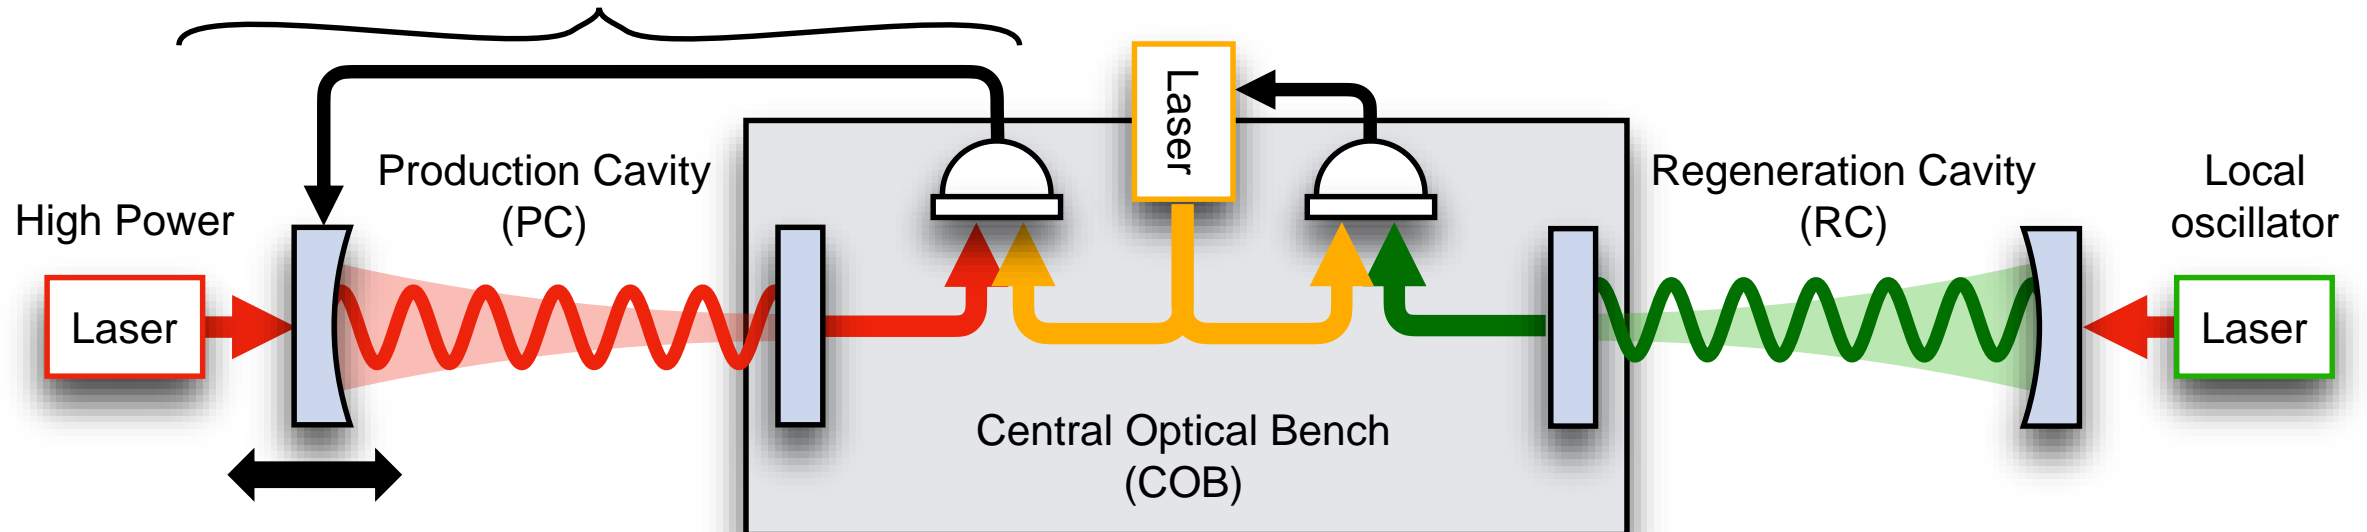 High Power
Laser
Production Cavity
(PC)
Laser
Central Optical Bench
(COB)
Regeneration Cavity
(RC)
Local
oscillator
Laser